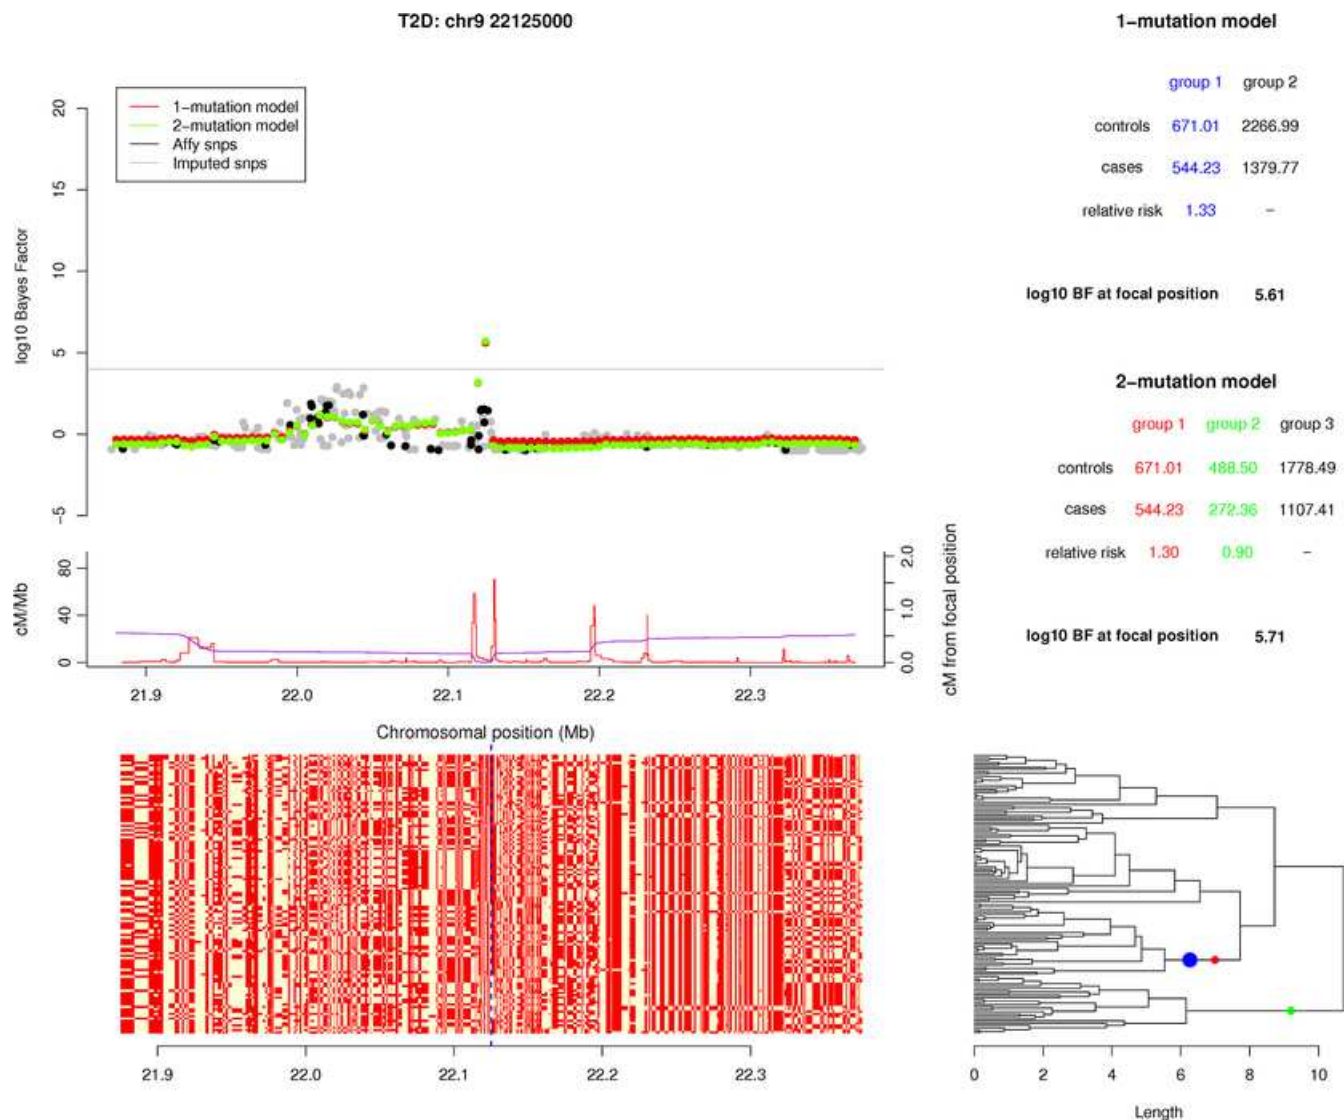 T2D: chr9 22125000
1−mutation model
2−mutation model
Affy snps
Imputed snps
20
15
10
5
0
−5
log10 Bayes Factor
80
40
0
cM/Mb
2.0
1.0
0.0
cM from focal position
21.9 22.0 22.1 22.2 22.3
Chromosomal position (Mb)
21.9 22.0 22.1 22.2 22.3
1−mutation model
group 1 group 2
controls 671.01 2266.99
cases 544.23 1379.77
relative risk 1.33 −
log10 BF at focal position 5.61
2−mutation model
group 1 group 2 group 3
controls 671.01 488.50 1778.49
cases 544.23 272.36 1107.41
relative risk 1.30 0.90 −
log10 BF at focal position 5.71
0 2 4 6 8 10
Length